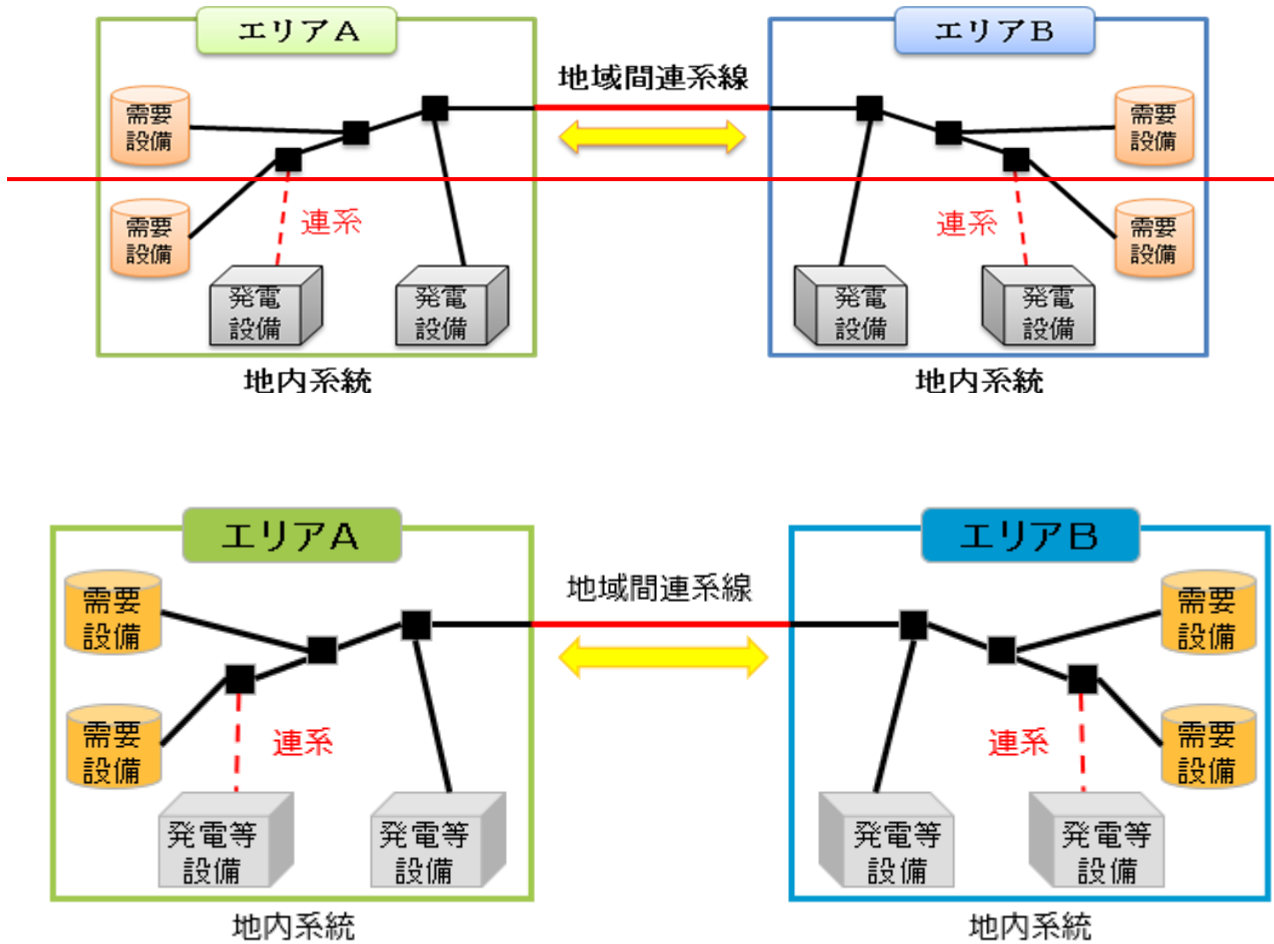 エリアA
エリアB
地域間連系線
需要
設備
需要
設備
需要
設備
需要
設備
連系
連系
発電
設備
発電
設備
発電
設備
発電
設備
地内系統
地内系統
エリアA
エリアB
地域間連系線
需要
設備
需要
設備
需要
設備
需要
設備
連系
連系
発電等
設備
発電等
設備
発電等
設備
発電等
設備
地内系統
地内系統